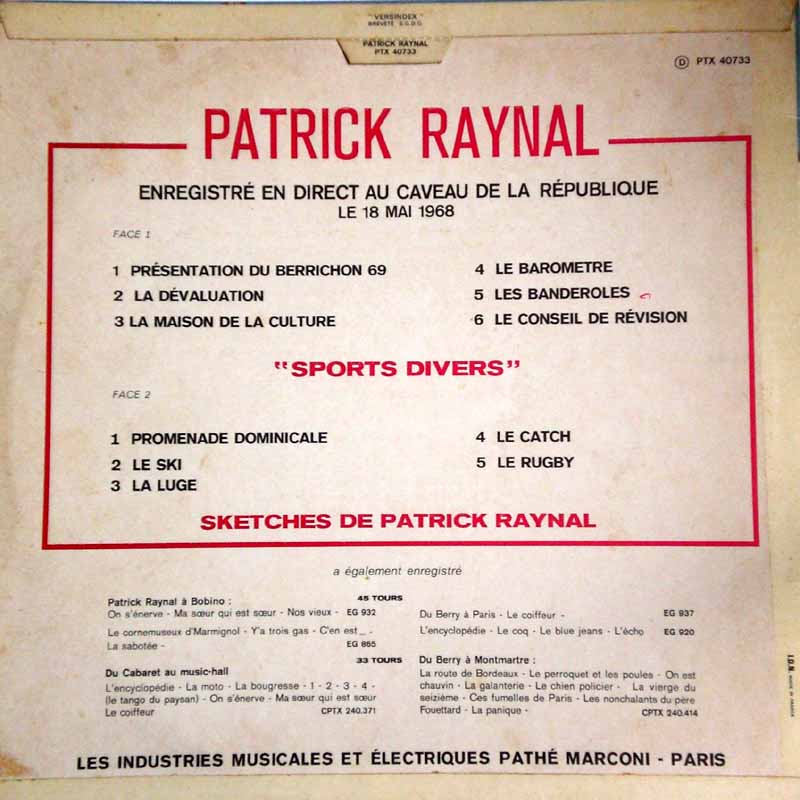 "VERSINDEX"
BREVETÉ S.G.D.G.
PATRICK RAYNAL
PTX 40733
Ⓓ PTX 40733
PATRICK RAYNAL
ENREGISTRÉ EN DIRECT AU CAVEAU DE LA RÉPUBLIQUE
LE 18 MAI 1968
FACE 1
1 PRÉSENTATION DU BERRICHON 69
2 LA DÉVALUATION
3 LA MAISON DE LA CULTURE
4 LE BAROMETRE
5 LES BANDEROLES
6 LE CONSEIL DE RÉVISION
"SPORTS DIVERS"
FACE 2
1 PROMENADE DOMINICALE
2 LE SKI
3 LA LUGE
4 LE CATCH
5 LE RUGBY
SKETCHES DE PATRICK RAYNAL
a également enregistré
45 TOURS
Patrick Raynal à Bobino :
On s'énerve - Ma sœur qui est sœur - Nos vieux - EG 932
Le cornemuseux d'Marmignol - Y'a trois gas - C'en est _ -
La sabotée - EG 865
Du Berry à Paris - Le coiffeur - EG 937
L'encyclopédie - Le coq - Le blue jeans - L'écho EG 920
33 TOURS
Du Cabaret au music-hall
L'encyclopédie - La moto - La bougresse - 1 - 2 - 3 - 4 -
(le tango du paysan) - On s'énerve - Ma sœur qui est sœur
Le coiffeur CPTX 240.371
Du Berry à Montmartre :
La route de Bordeaux - Le perroquet et les poules - On est
chauvin - La galanterie - Le chien policier - La vierge du
seizième - Ces fumelles de Paris - Les nonchalants du père
Fouettard - La panique - CPTX 240.414
LES INDUSTRIES MUSICALES ET ÉLECTRIQUES PATHÉ MARCONI - PARIS
I.D.N. MADE IN FRANCE